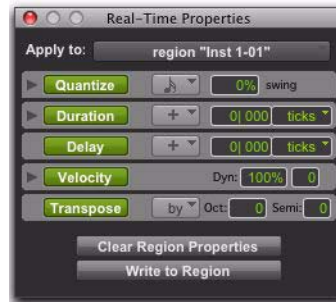 Real-Time Properties
Apply to: region "Inst 1-01"
Quantize 0% swing
Duration + 0| 000 ticks
Delay + 0| 000 ticks
Velocity Dyn: 100% 0
Transpose by Oct: 0 Semi: 0
Clear Region Properties
Write to Region